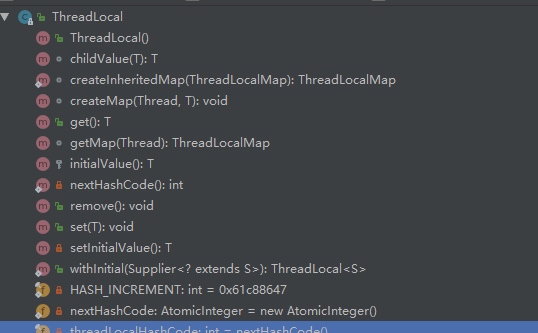 ThreadLocal
ThreadLocal()
childValue(T): T
createInheritedMap(ThreadLocalMap): ThreadLocalMap
createMap(Thread, T): void
get(): T
getMap(Thread): ThreadLocalMap
initialValue(): T
nextHashCode(): int
remove(): void
set(T): void
setInitialValue(): T
withInitial(Supplier<? extends S>): ThreadLocal<S>
HASH_INCREMENT: int = 0x61c88647
nextHashCode: AtomicInteger = new AtomicInteger()
threadLocalHashCode: int = nextHashCode()